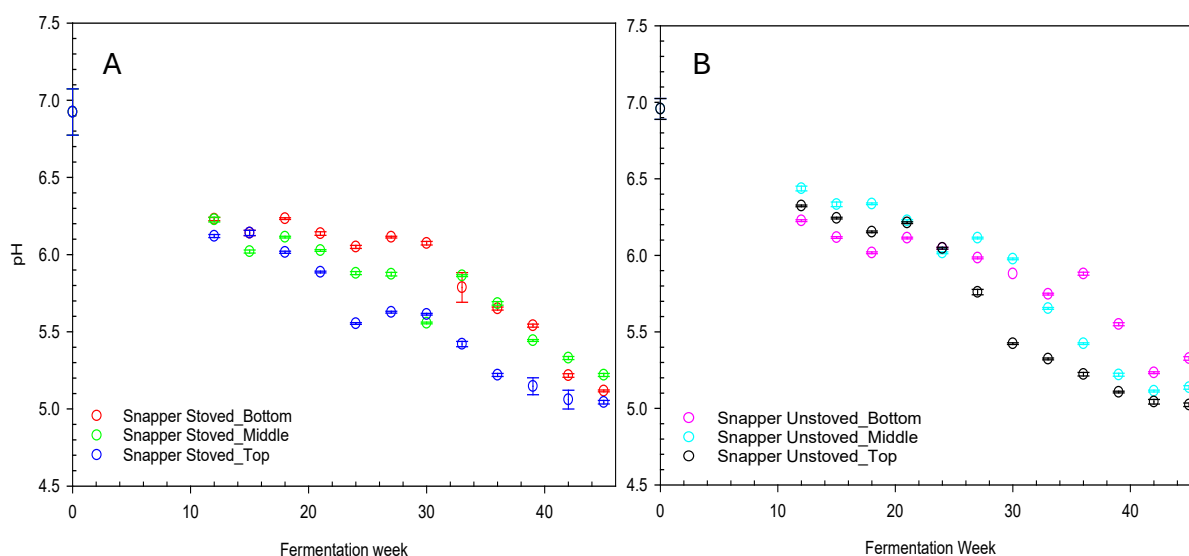 A
pH
7.5
7.0
6.5
6.0
5.5
5.0
4.5
Snapper Stoved_Bottom
Snapper Stoved_Middle
Snapper Stoved_Top
0 10 20 30 40
Fermentation week
B
7.5
7.0
6.5
6.0
5.5
5.0
4.5
Snapper Unstoved_Bottom
Snapper Unstoved_Middle
Snapper Unstoved_Top
0 10 20 30 40
Fermentation Week